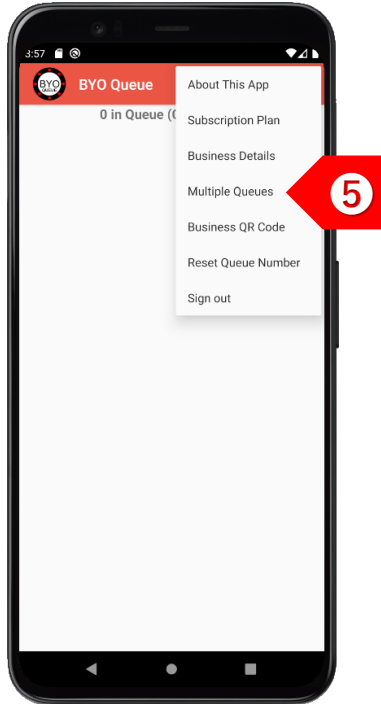 3:57
BYO
QUEUE
BYO Queue
0 in Queue (
About This App
Subscription Plan
Business Details
Multiple Queues
5
Business QR Code
Reset Queue Number
Sign out